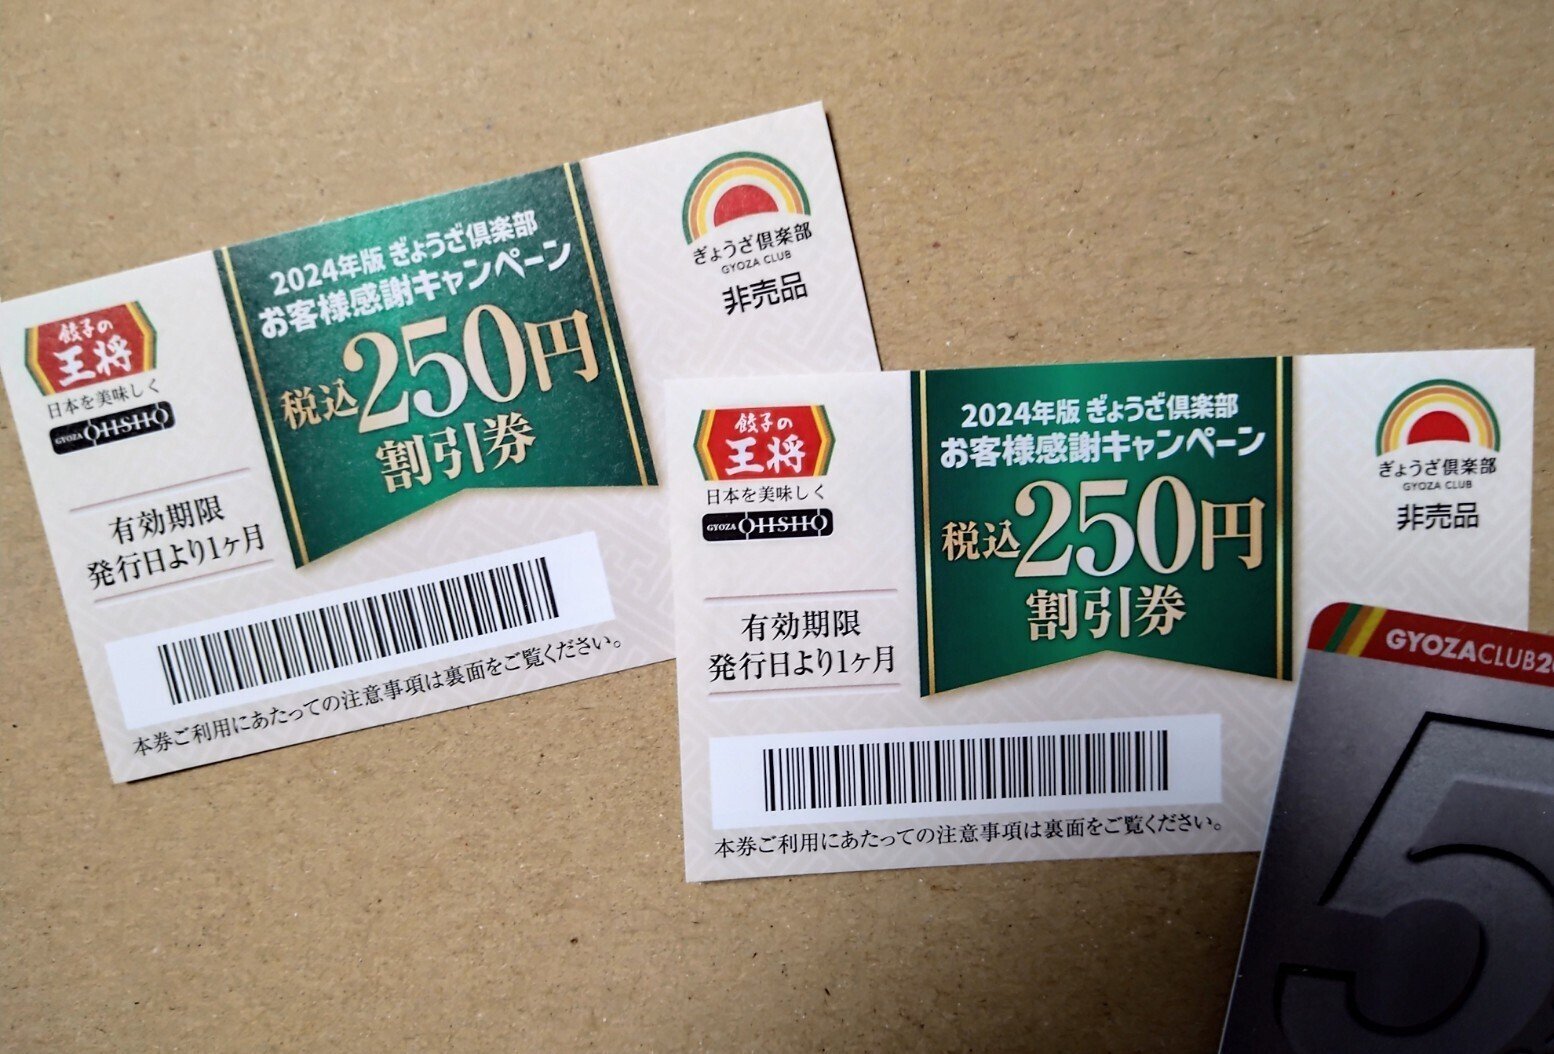 餃子の
王将
日本を美味しく
GYOZA OHSHO
有効期限
発行日より1ヶ月
2024年版 ぎょうざ倶楽部
お客様感謝キャンペーン
税込250円
割引券
ぎょうざ倶楽部
GYOZA CLUB
非売品
本券ご利用にあたっての注意事項は裏面をご覧ください。
餃子の
王将
日本を美味しく
GYOZA OHSHO
有効期限
発行日より1ヶ月
2024年版 ぎょうざ倶楽部
お客様感謝キャンペーン
税込250円
割引券
ぎょうざ倶楽部
GYOZA CLUB
非売品
本券ご利用にあたっての注意事項は裏面をご覧ください。
GYOZACLUB2
5